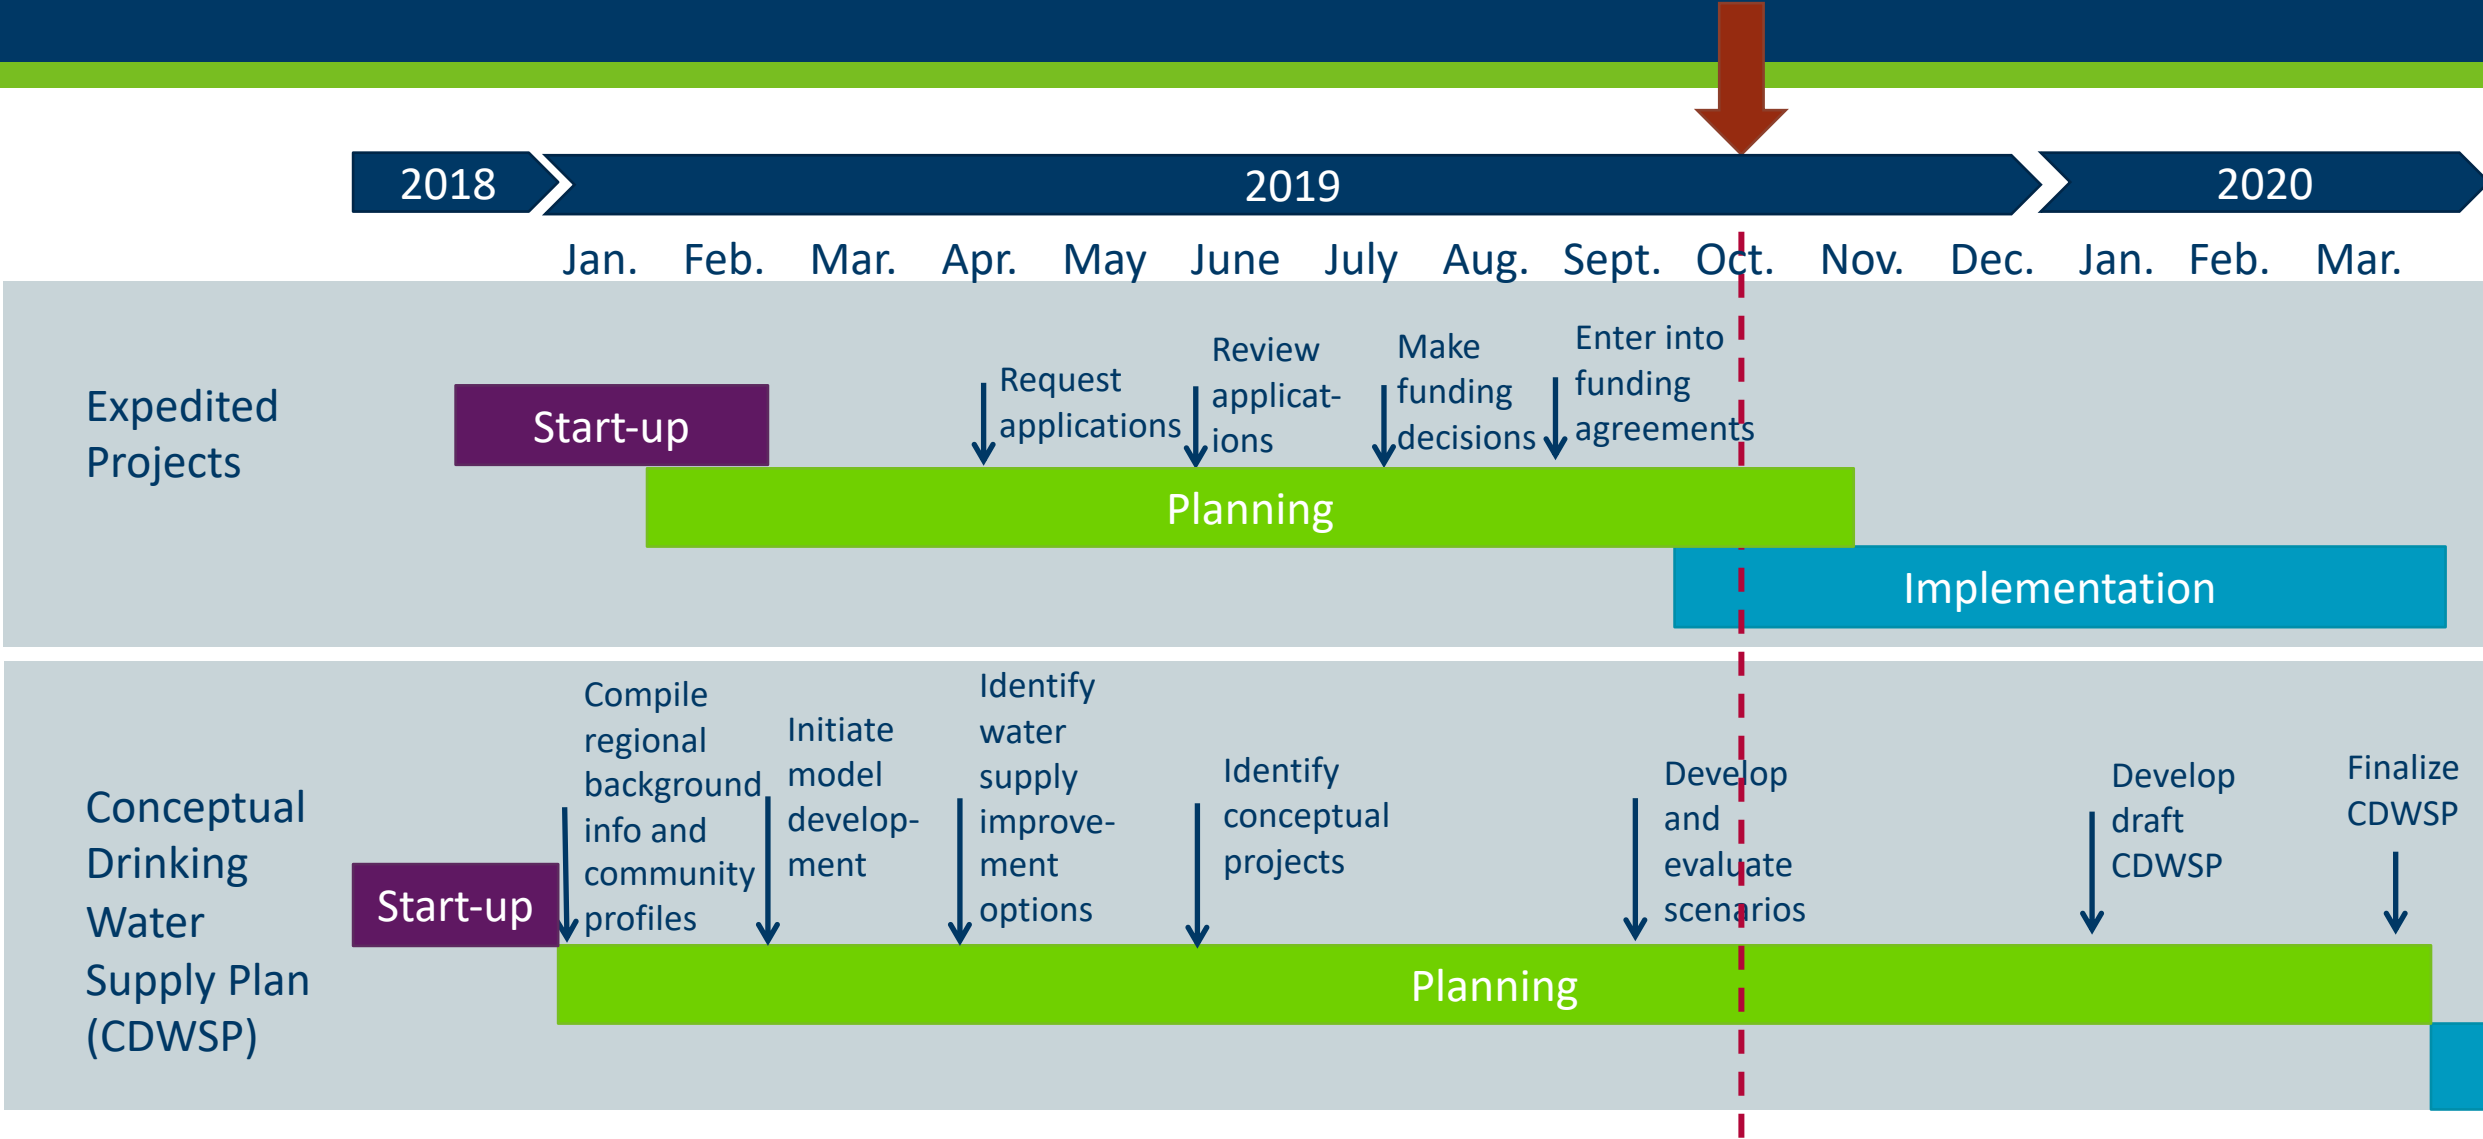 2018
2019
2020
Jan. Feb. Mar. Apr. May June July Aug. Sept. Oct. Nov. Dec. Jan. Feb. Mar.
Expedited
Projects
Start-up
Request
applications
Review
applicat-
ions
Make
funding
decisions
Enter into
funding
agreements
Planning
Implementation
Conceptual
Drinking
Water
Supply Plan
(CDWSP)
Start-up
Compile
regional
background
info and
community
profiles
Initiate
model
develop-
ment
Identify
water
supply
improve-
ment
options
Identify
conceptual
projects
Develop
and
evaluate
scenarios
Develop
draft
CDWSP
Finalize
CDWSP
Planning